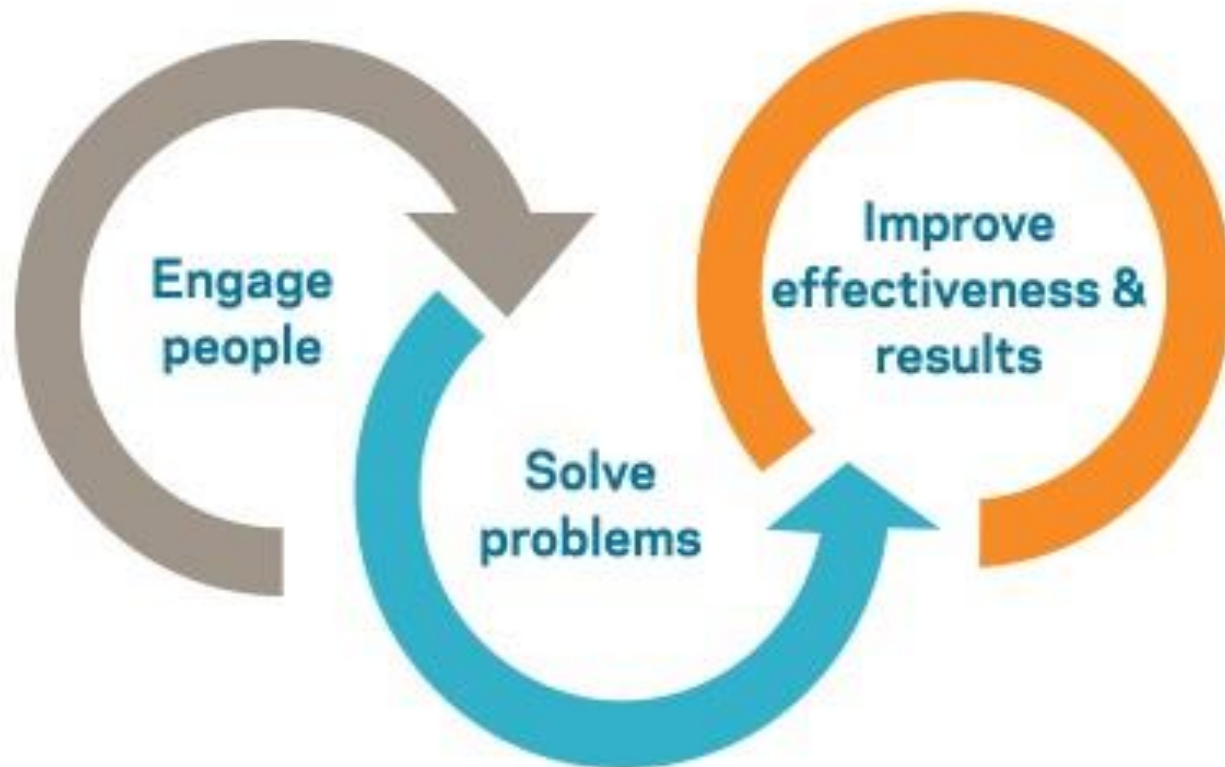 Engage
people
Solve
problems
Improve
effectiveness &
results